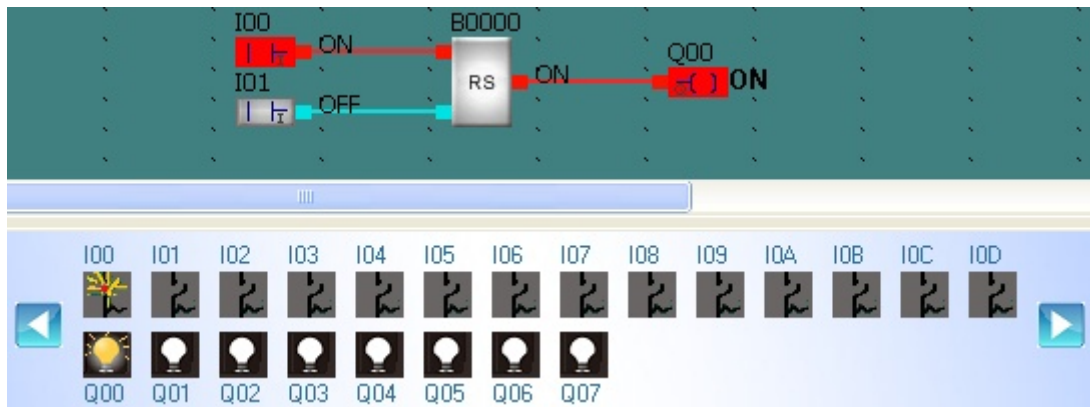 I00 B0000
ON Q00
I01 RS ON ON
OFF
I00 I01 I02 I03 I04 I05 I06 I07 I08 I09 I0A I0B I0C I0D
Q00 Q01 Q02 Q03 Q04 Q05 Q06 Q07